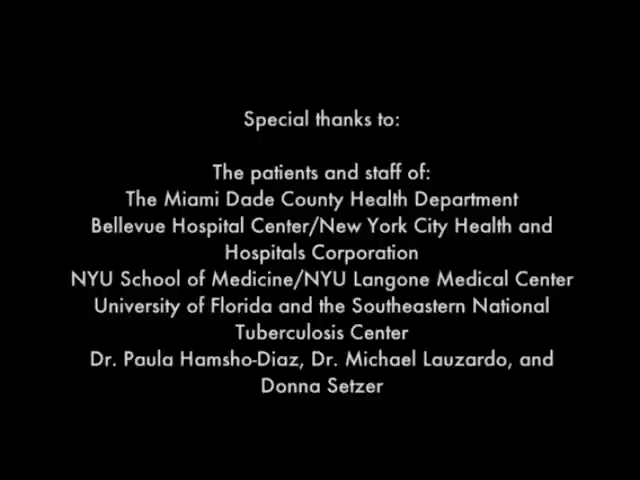 Special thanks to:
The patients and staff of:
The Miami Dade County Health Department
Bellevue Hospital Center/New York City Health and
Hospitals Corporation
NYU School of Medicine/NYU Langone Medical Center
University of Florida and the Southeastern National
Tuberculosis Center
Dr. Paula Hamsho-Diaz, Dr. Michael Lauzardo, and
Donna Setzer